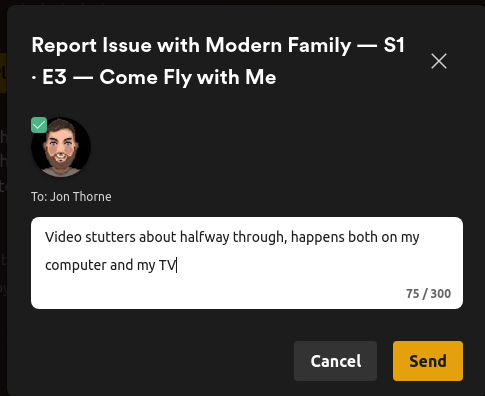 Report Issue with Modern Family — S1
· E3 — Come Fly with Me
To: Jon Thorne
Video stutters about halfway through, happens both on my
computer and my TV
75 / 300
Cancel
Send